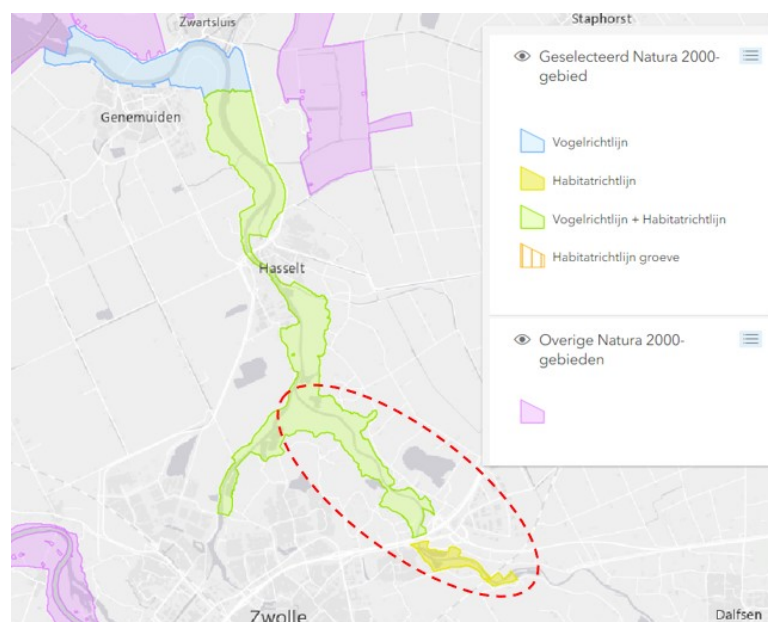 Zwartsluis
Staphorst
Genemuiden
Hasselt
Zwolle
Dalfsen
Geselecteerd Natura 2000-
gebied
Vogelrichtlijn
Habitatrichtlijn
Vogelrichtlijn + Habitatrichtlijn
Habitatrichtlijn groeve
Overige Natura 2000-
gebieden